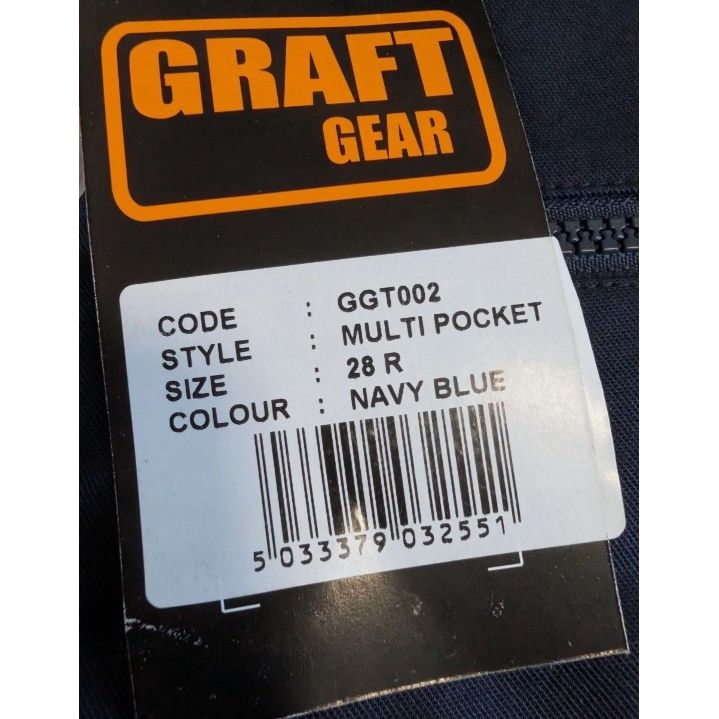 GRAFT
GEAR
CODE : GGT002
STYLE : MULTI POCKET
SIZE : 28 R
COLOUR : NAVY BLUE
5 033379 032551